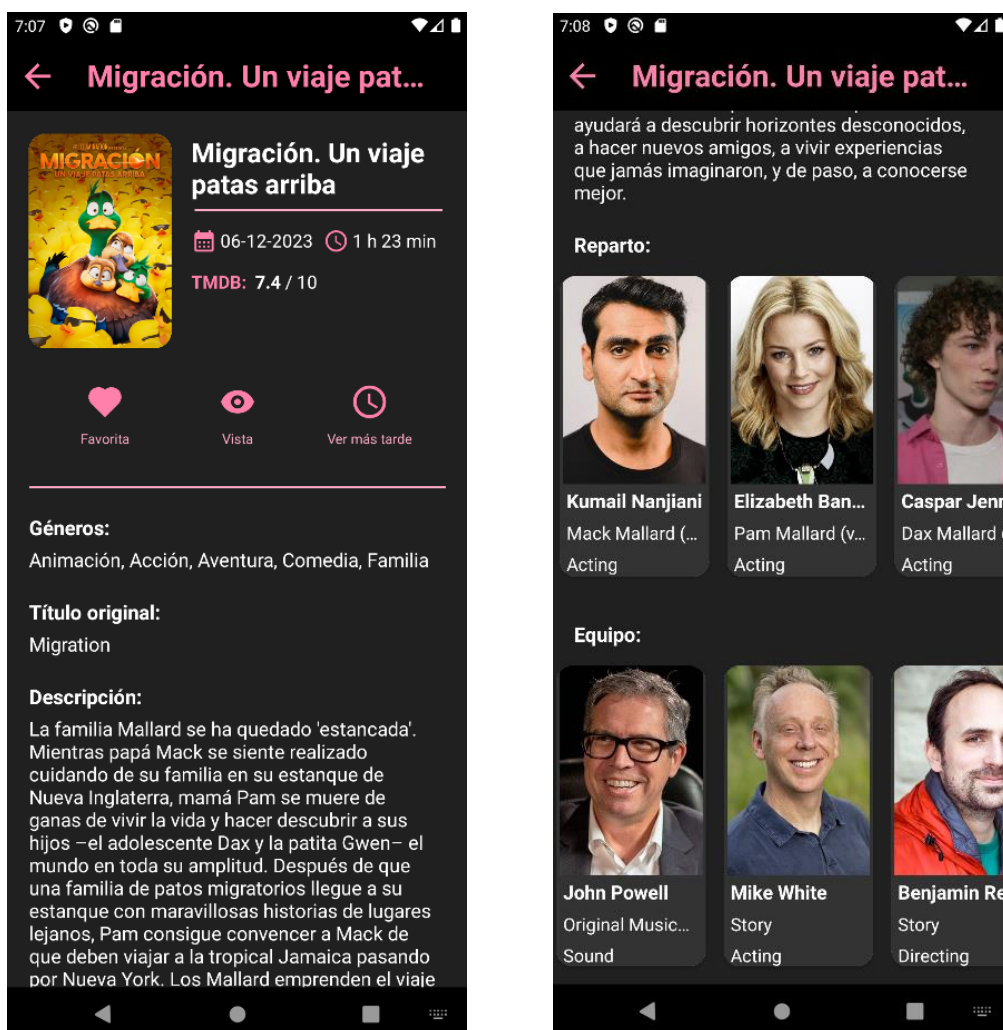 7:07
Migración. Un viaje pat...
MIGRACIÓN
UN VIAJE PATAS ARRIBA
Migración. Un viaje
patas arriba
06-12-2023 1 h 23 min
TMDB: 7.4 / 10
Favorita Vista Ver más tarde
Géneros:
Animación, Acción, Aventura, Comedia, Familia
Título original:
Migration
Descripción:
La familia Mallard se ha quedado 'estancada'.
Mientras papá Mack se siente realizado
cuidando de su familia en su estanque de
Nueva Inglaterra, mamá Pam se muere de
ganas de vivir la vida y hacer descubrir a sus
hijos –el adolescente Dax y la patita Gwen– el
mundo en toda su amplitud. Después de que
una familia de patos migratorios llegue a su
estanque con maravillosas historias de lugares
lejanos, Pam consigue convencer a Mack de
que deben viajar a la tropical Jamaica pasando
por Nueva York. Los Mallard emprenden el viaje
7:08
Migración. Un viaje pat...
ayudará a descubrir horizontes desconocidos,
a hacer nuevos amigos, a vivir experiencias
que jamás imaginaron, y de paso, a conocerse
mejor.
Reparto:
Kumail Nanjiani Elizabeth Ban... Caspar Jenn
Mack Mallard (... Pam Mallard (v... Dax Mallard (
Acting Acting Acting
Equipo:
John Powell Mike White Benjamin Re
Original Music... Story Story
Sound Acting Directing